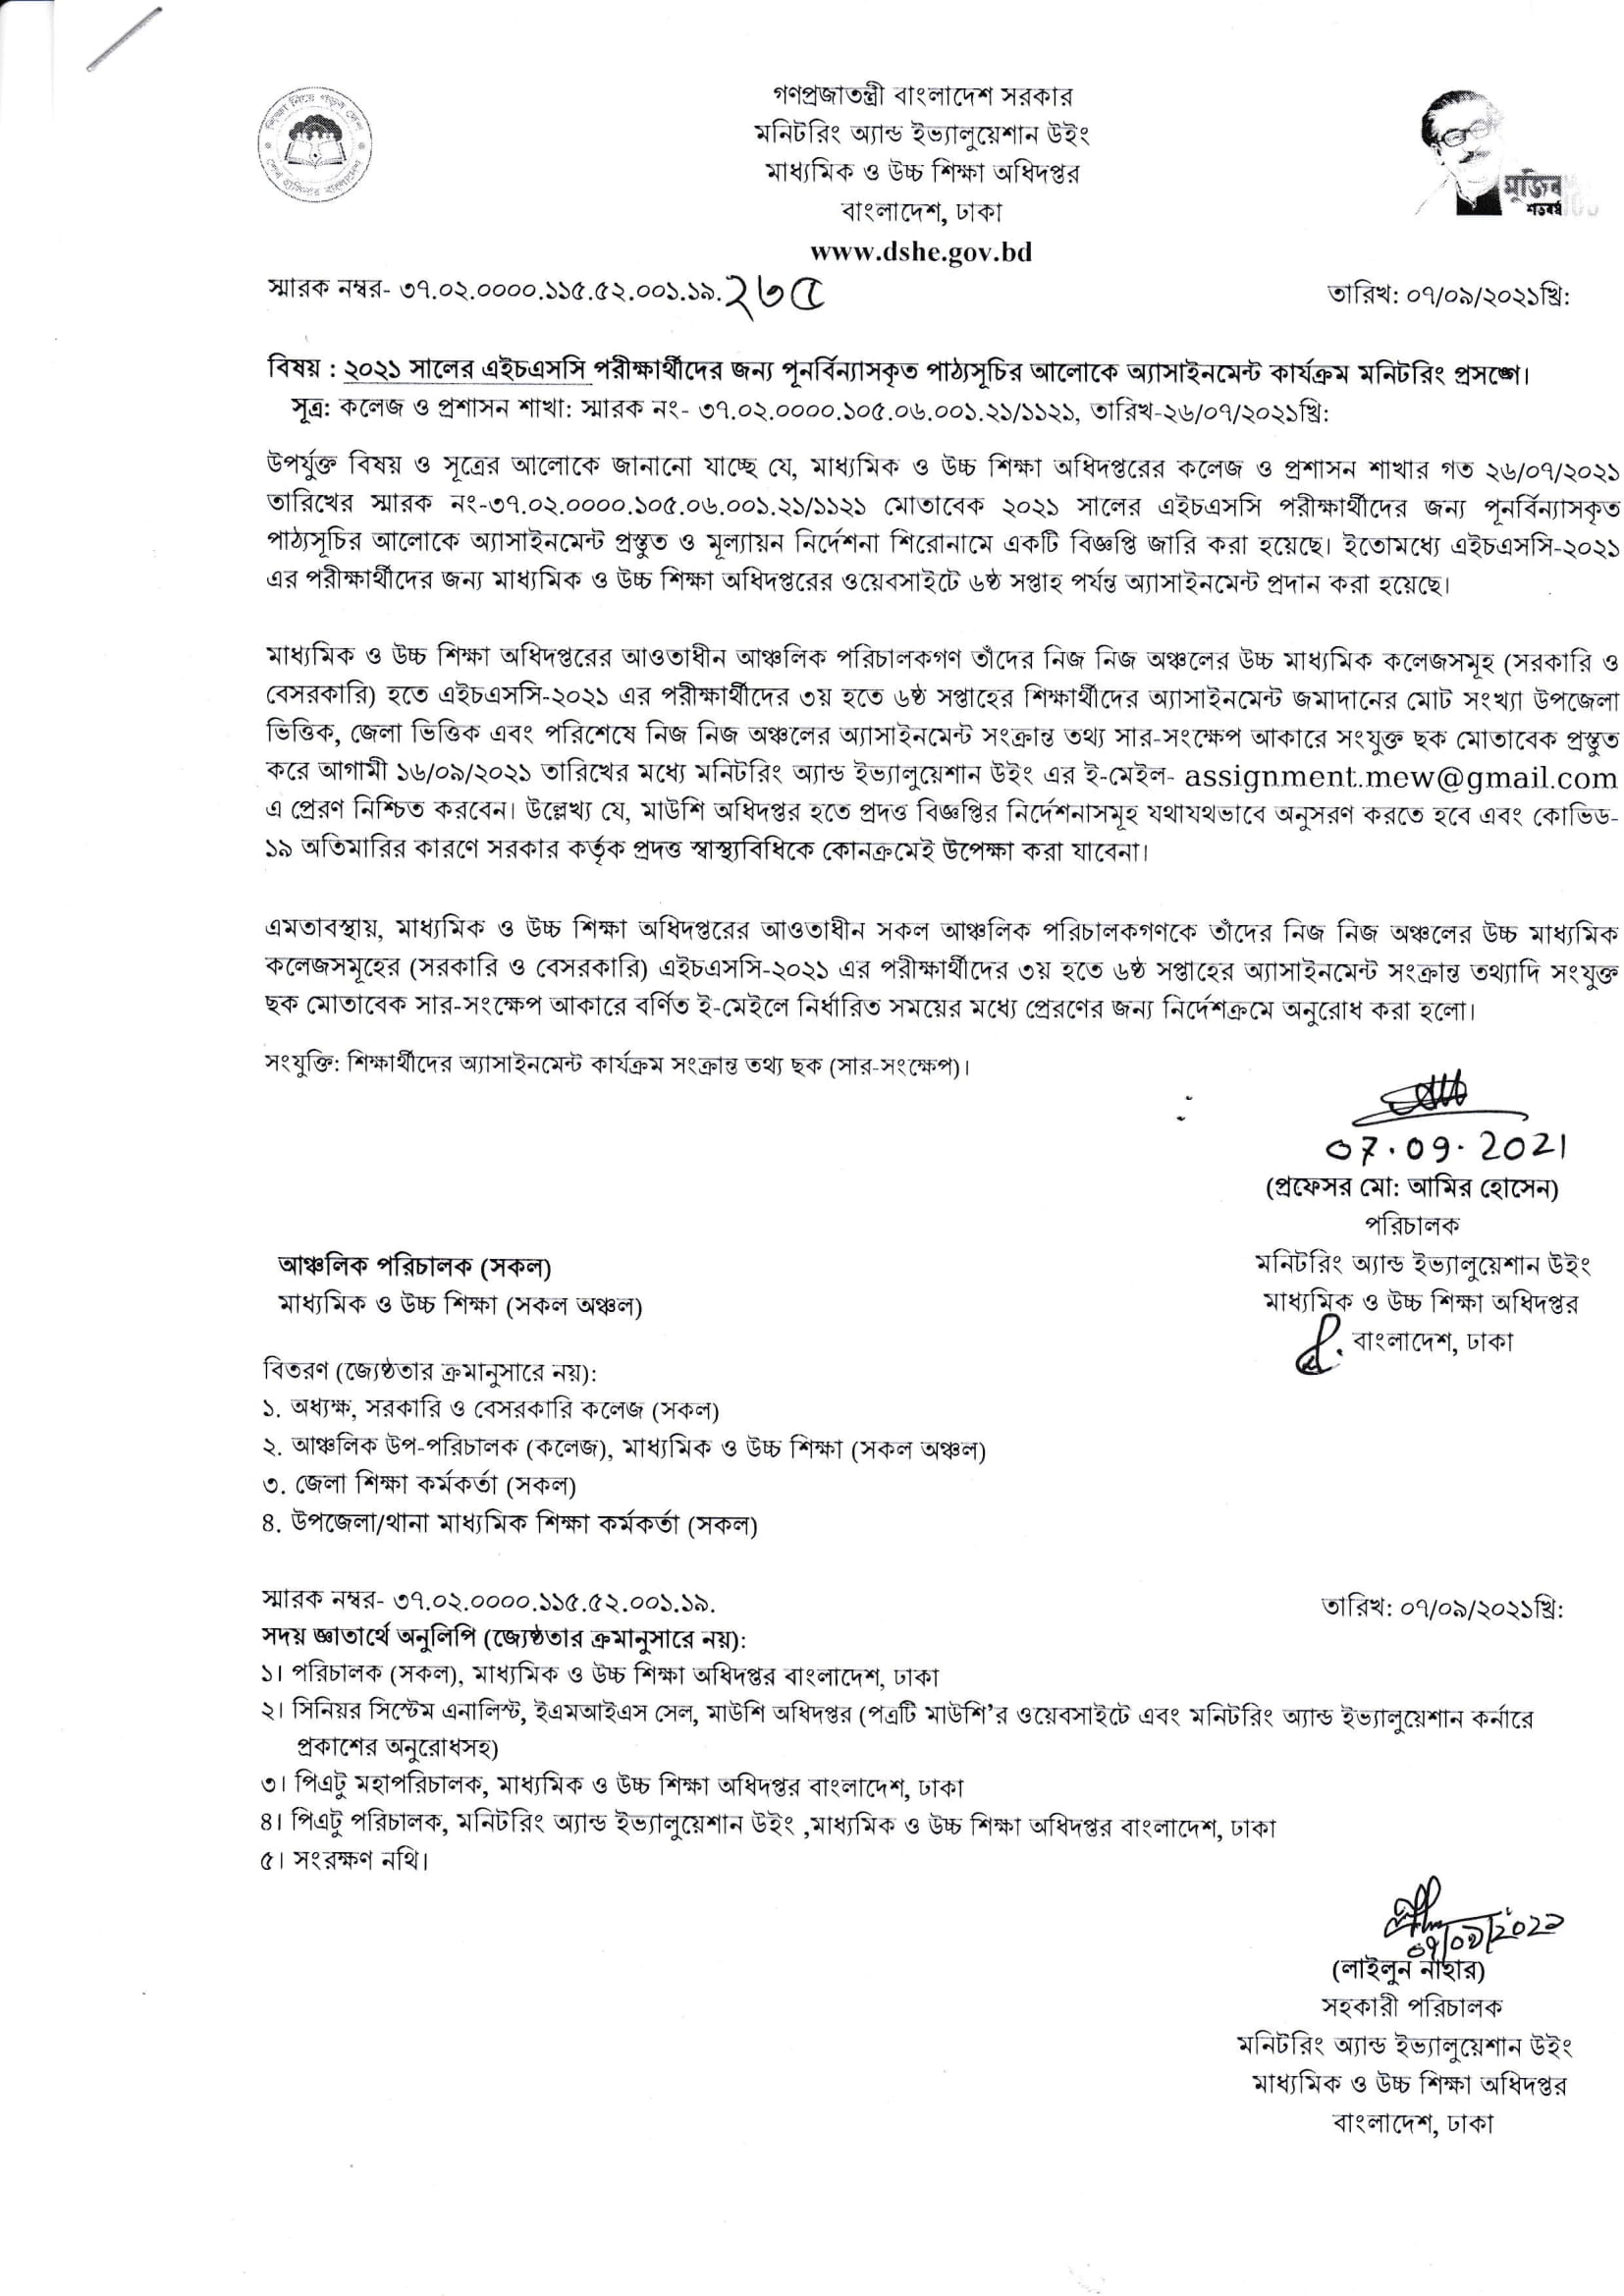 শিক্ষা নিয়ে গড়ব দেশ
শেখ হাসিনার বাংলাদেশ
গণপ্রজাতন্ত্রী বাংলাদেশ সরকার
মনিটরিং অ্যান্ড ইভ্যালুয়েশান উইং
মাধ্যমিক ও উচ্চ শিক্ষা অধিদপ্তর
বাংলাদেশ, ঢাকা
www.dshe.gov.bd
মুজিব
শতবর্ষ 100
স্মারক নম্বর- ৩৭.০২.০০০০.১১৫.৫২.০০১.১৯.২৬৫
তারিখ: ০৭/০৯/২০২১খ্রি:
বিষয় : ২০২১ সালের এইচএসসি পরীক্ষার্থীদের জন্য পূনর্বিন্যাসকৃত পাঠ্যসূচির আলোকে অ্যাসাইনমেন্ট কার্যক্রম মনিটরিং প্রসঙ্গে।
সূত্র: কলেজ ও প্রশাসন শাখা: স্মারক নং- ৩৭.০২.০০০০.১০৫.০৬.০০১.২১/১১২১, তারিখ-২৬/০৭/২০২১খ্রি:
উপর্যুক্ত বিষয় ও সূত্রের আলোকে জানানো যাচ্ছে যে, মাধ্যমিক ও উচ্চ শিক্ষা অধিদপ্তরের কলেজ ও প্রশাসন শাখার গত ২৬/০৭/২০২১
তারিখের স্মারক নং-৩৭.০২.০০০০.১০৫.০৬.০০১.২১/১১২১ মোতাবেক ২০২১ সালের এইচএসসি পরীক্ষার্থীদের জন্য পূনর্বিন্যাসকৃত
পাঠ্যসূচির আলোকে অ্যাসাইনমেন্ট প্রস্তুত ও মূল্যায়ন নির্দেশনা শিরোনামে একটি বিজ্ঞপ্তি জারি করা হয়েছে। ইতোমধ্যে এইচএসসি-২০২১
এর পরীক্ষার্থীদের জন্য মাধ্যমিক ও উচ্চ শিক্ষা অধিদপ্তরের ওয়েবসাইটে ৬ষ্ঠ সপ্তাহ পর্যন্ত অ্যাসাইনমেন্ট প্রদান করা হয়েছে।
মাধ্যমিক ও উচ্চ শিক্ষা অধিদপ্তরের আওতাধীন আঞ্চলিক পরিচালকগণ তাঁদের নিজ নিজ অঞ্চলের উচ্চ মাধ্যমিক কলেজসমূহ (সরকারি ও
বেসরকারি) হতে এইচএসসি-২০২১ এর পরীক্ষার্থীদের ৩য় হতে ৬ষ্ঠ সপ্তাহের শিক্ষার্থীদের অ্যাসাইনমেন্ট জমাদানের মোট সংখ্যা উপজেলা
ভিত্তিক, জেলা ভিত্তিক এবং পরিশেষে নিজ নিজ অঞ্চলের অ্যাসাইনমেন্ট সংক্রান্ত তথ্য সার-সংক্ষেপ আকারে সংযুক্ত ছক মোতাবেক প্রস্তুত
করে আগামী ১৬/০৯/২০২১ তারিখের মধ্যে মনিটরিং অ্যান্ড ইভ্যালুয়েশান উইং এর ই-মেইল- assignment.mew@gmail.com
এ প্রেরণ নিশ্চিত করবেন। উল্লেখ্য যে, মাউশি অধিদপ্তর হতে প্রদত্ত বিজ্ঞপ্তির নির্দেশনাসমূহ যথাযথভাবে অনুসরণ করতে হবে এবং কোভিড-
১৯ অতিমারির কারণে সরকার কর্তৃক প্রদত্ত স্বাস্থ্যবিধিকে কোনক্রমেই উপেক্ষা করা যাবেনা।
এমতাবস্থায়, মাধ্যমিক ও উচ্চ শিক্ষা অধিদপ্তরের আওতাধীন সকল আঞ্চলিক পরিচালকগণকে তাঁদের নিজ নিজ অঞ্চলের উচ্চ মাধ্যমিক
কলেজসমূহের (সরকারি ও বেসরকারি) এইচএসসি-২০২১ এর পরীক্ষার্থীদের ৩য় হতে ৬ষ্ঠ সপ্তাহের অ্যাসাইনমেন্ট সংক্রান্ত তথ্যাদি সংযুক্ত
ছক মোতাবেক সার-সংক্ষেপ আকারে বর্ণিত ই-মেইলে নির্ধারিত সময়ের মধ্যে প্রেরণের জন্য নির্দেশক্রমে অনুরোধ করা হলো।
সংযুক্তি: শিক্ষার্থীদের অ্যাসাইনমেন্ট কার্যক্রম সংক্রান্ত তথ্য ছক (সার-সংক্ষেপ)।
07.09.2021
(প্রফেসর মো: আমির হোসেন)
পরিচালক
মনিটরিং অ্যান্ড ইভ্যালুয়েশান উইং
মাধ্যমিক ও উচ্চ শিক্ষা অধিদপ্তর
বাংলাদেশ, ঢাকা
আঞ্চলিক পরিচালক (সকল)
মাধ্যমিক ও উচ্চ শিক্ষা (সকল অঞ্চল)
বিতরণ (জ্যেষ্ঠতার ক্রমানুসারে নয়):
১. অধ্যক্ষ, সরকারি ও বেসরকারি কলেজ (সকল)
২. আঞ্চলিক উপ-পরিচালক (কলেজ), মাধ্যমিক ও উচ্চ শিক্ষা (সকল অঞ্চল)
৩. জেলা শিক্ষা কর্মকর্তা (সকল)
৪. উপজেলা/থানা মাধ্যমিক শিক্ষা কর্মকর্তা (সকল)
স্মারক নম্বর- ৩৭.০২.০০০০.১১৫.৫২.০০১.১৯.
তারিখ: ০৭/০৯/২০২১খ্রি:
সদয় জ্ঞাতার্থে অনুলিপি (জ্যেষ্ঠতার ক্রমানুসারে নয়):
১। পরিচালক (সকল), মাধ্যমিক ও উচ্চ শিক্ষা অধিদপ্তর বাংলাদেশ, ঢাকা
২। সিনিয়র সিস্টেম এনালিস্ট, ইএমআইএস সেল, মাউশি অধিদপ্তর (পত্রটি মাউশি’র ওয়েবসাইটে এবং মনিটরিং অ্যান্ড ইভ্যালুয়েশান কর্নারে
প্রকাশের অনুরোধসহ)
৩। পিএটু মহাপরিচালক, মাধ্যমিক ও উচ্চ শিক্ষা অধিদপ্তর বাংলাদেশ, ঢাকা
৪। পিএটু পরিচালক, মনিটরিং অ্যান্ড ইভ্যালুয়েশান উইং ,মাধ্যমিক ও উচ্চ শিক্ষা অধিদপ্তর বাংলাদেশ, ঢাকা
৫। সংরক্ষণ নথি।
০৭/০৯/২০২১
(লাইলুন নাহার)
সহকারী পরিচালক
মনিটরিং অ্যান্ড ইভ্যালুয়েশান উইং
মাধ্যমিক ও উচ্চ শিক্ষা অধিদপ্তর
বাংলাদেশ, ঢাকা